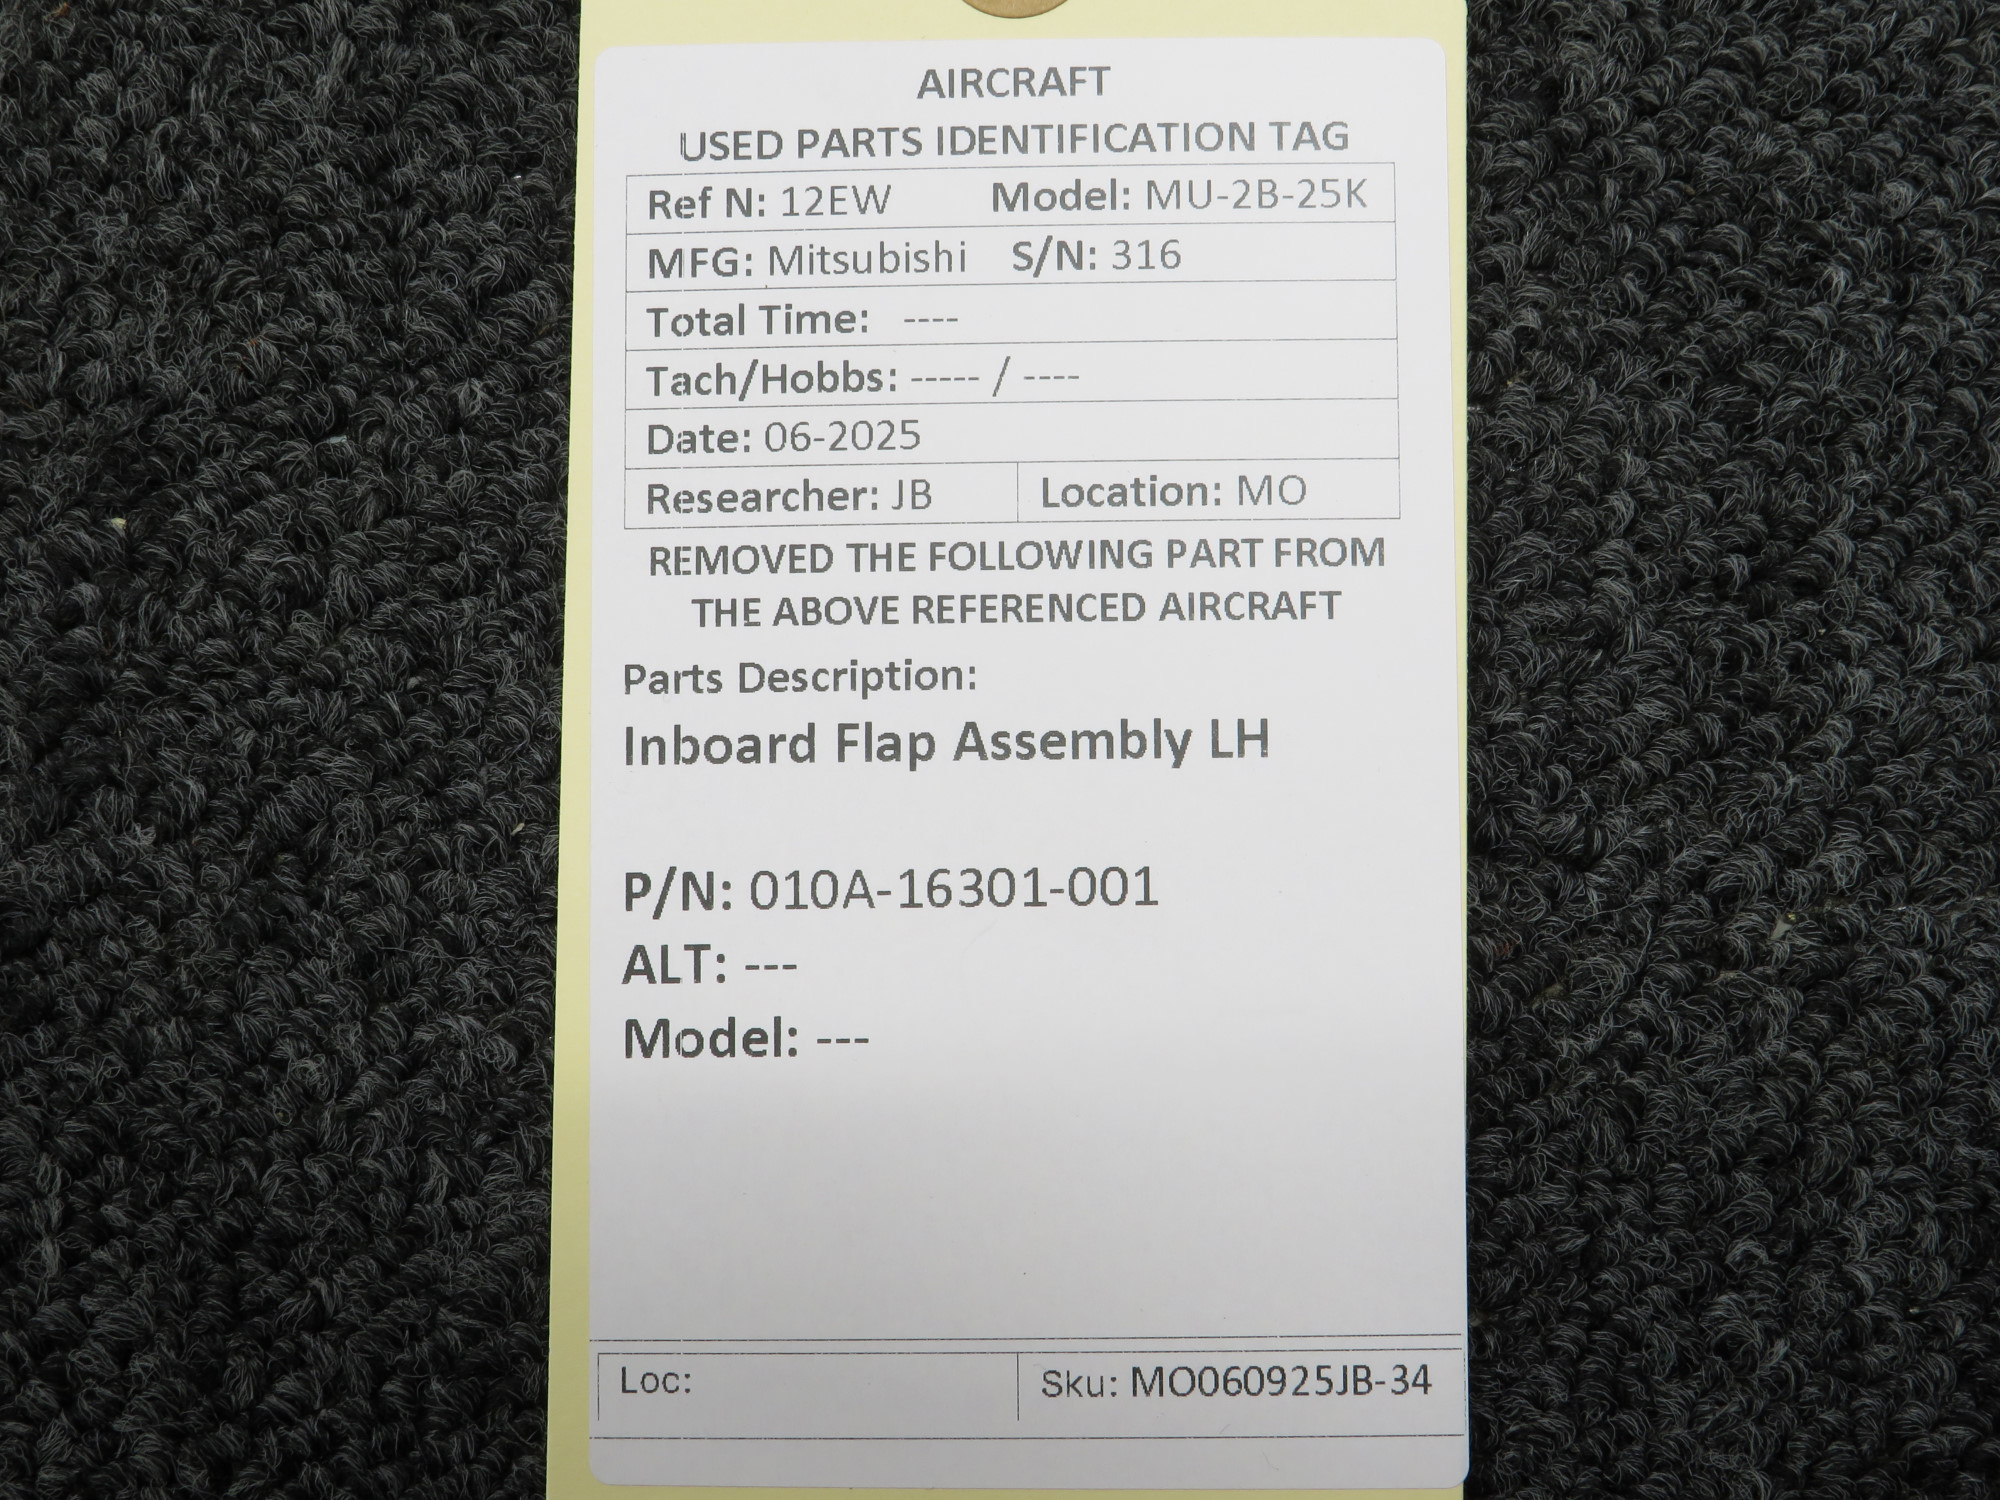 AIRCRAFT
USED PARTS IDENTIFICATION TAG
Ref N: 12EW Model: MU-2B-25K
MFG: Mitsubishi S/N: 316
Total Time: ----
Tach/Hobbs: ----- / ----
Date: 06-2025
Researcher: JB Location: MO
REMOVED THE FOLLOWING PART FROM
THE ABOVE REFERENCED AIRCRAFT
Parts Description:
Inboard Flap Assembly LH
P/N: 010A-16301-001
ALT: ---
Model: ---
Loc: Sku: MO060925JB-34